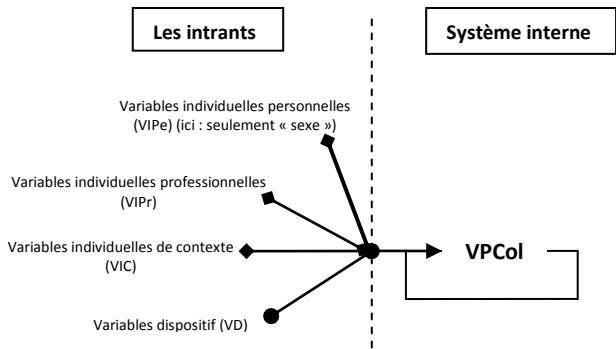 Les intrants
Système interne
Variables individuelles personnelles
(VIPe) (ici : seulement « sexe »)
Variables individuelles professionnelles
(VIPr)
Variables individuelles de contexte
(VIC)
VPCol
Variables dispositif (VD)